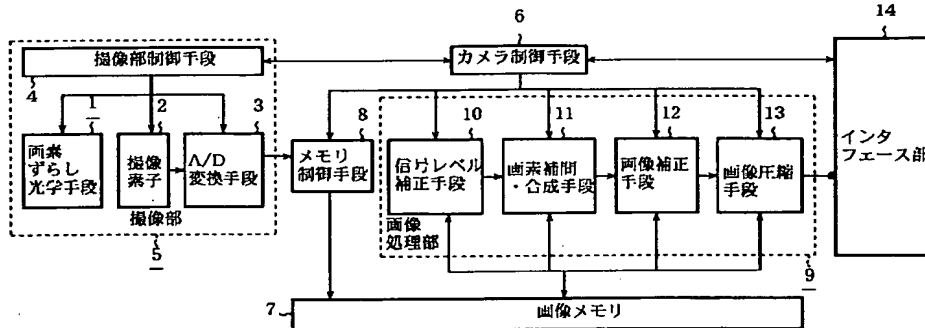 6
14
撮像部制御手段
カメラ制御手段
4
1
2
3
8
10
11
12
13
画素
ずらし
光学手段
撮像
素子
A/D
変換手段
メモリ
制御手段
信号レベル
補正手段
画素補間
・合成手段
画像補正
手段
画像圧縮
手段
インタ
フェース部
撮像部
画像
処理部
5
9
7
画像メモリ